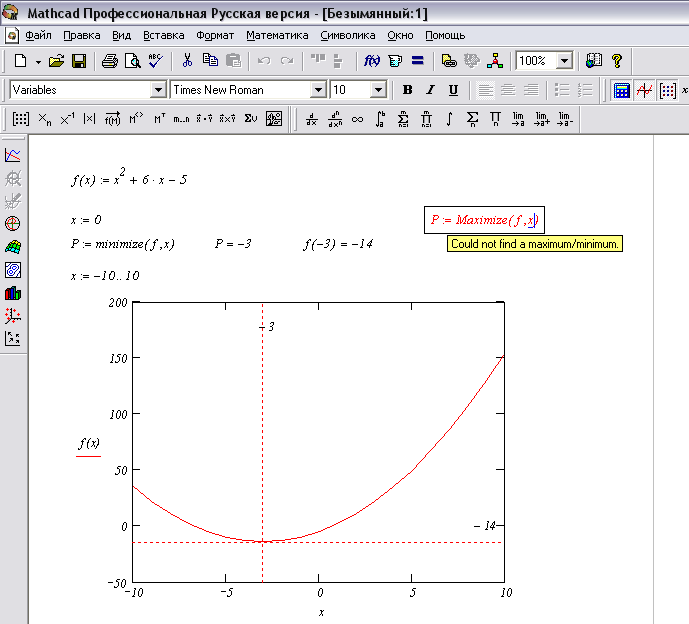 Mathcad Профессиональная Русская версия - [Безымянный:1]
Файл Правка Вид Вставка Формат Математика Символика Окно Помощь
100%
Variables Times New Roman 10 B I U
f(x) := x^2 + 6 · x − 5
x := 0 P := Maximize(f,x)
P := minimize(f,x) P = −3 f(−3) = −14 Could not find a maximum/minimum.
x := −10..10
200
−3
150
100
f(x)
50
0 −14
−50
−10 −5 0 5 10
x